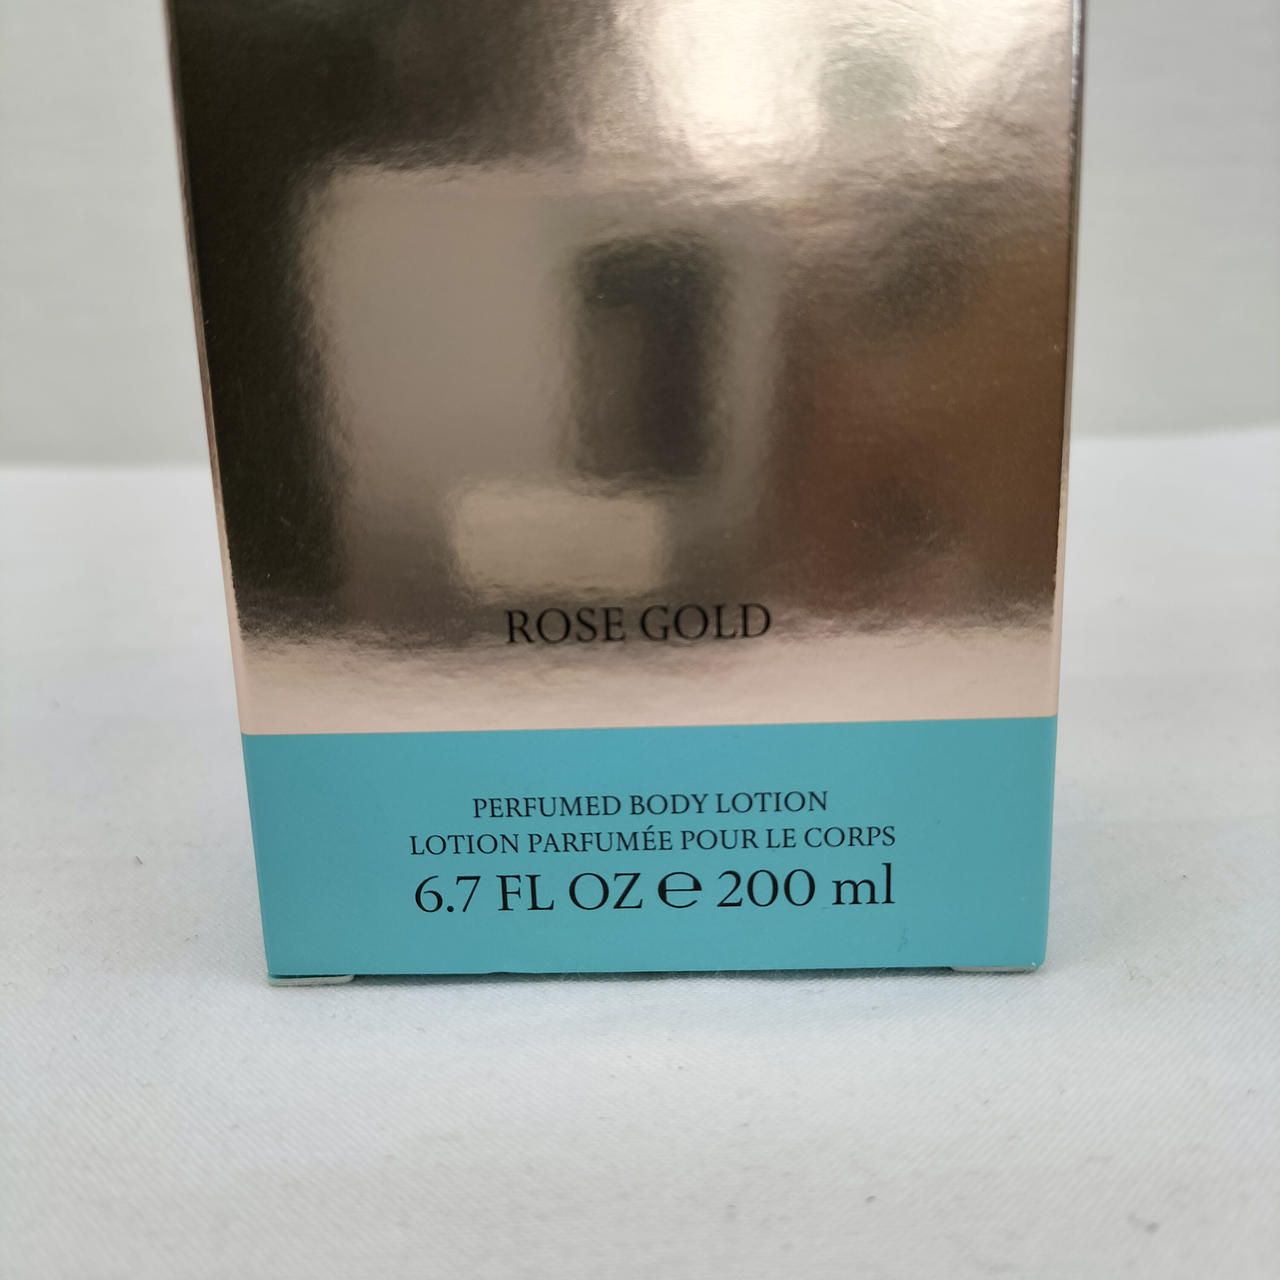 ROSE GOLD
PERFUMED BODY LOTION
LOTION PARFUMÉE POUR LE CORPS
6.7 FL OZ ℮ 200 ml